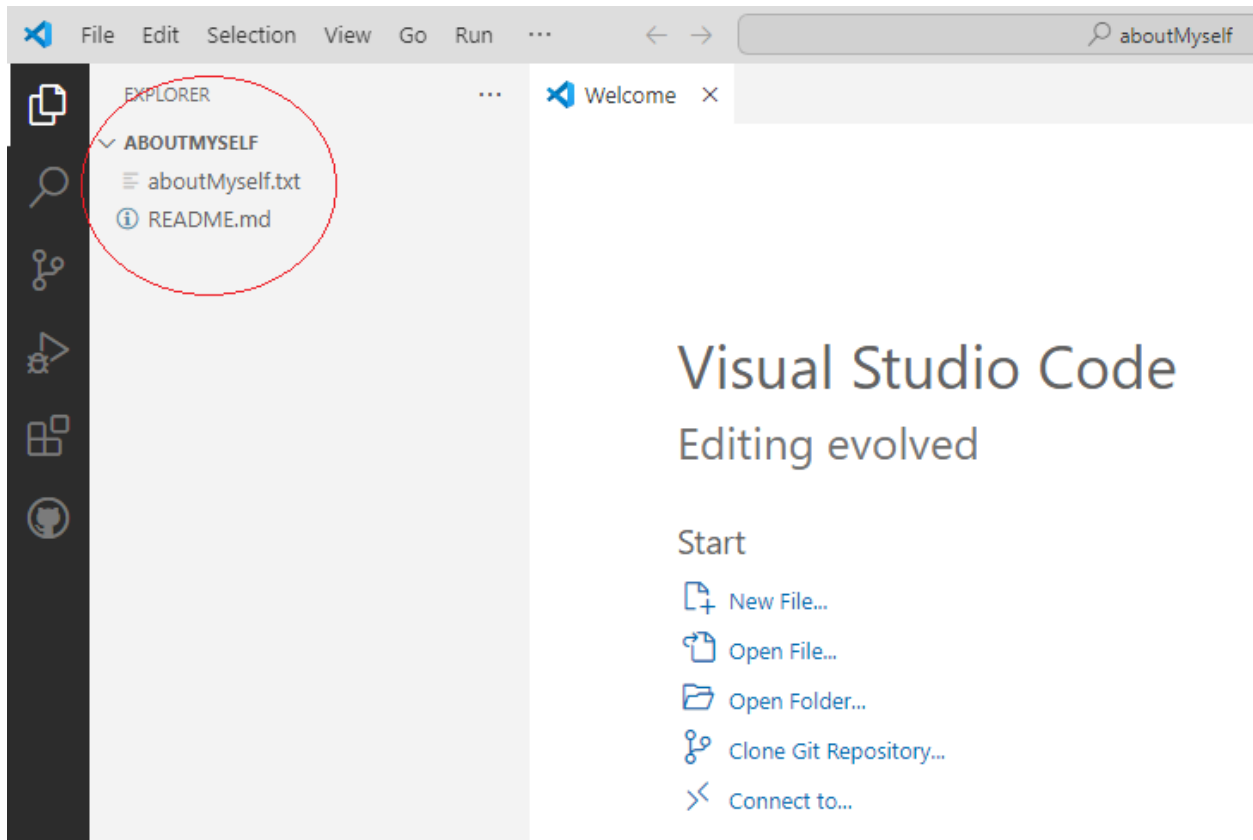 File Edit Selection View Go Run ··· aboutMyself
EXPLORER ···
Welcome
ABOUTMYSELF
aboutMyself.txt
README.md
Visual Studio Code
Editing evolved
Start
New File...
Open File...
Open Folder...
Clone Git Repository...
Connect to...